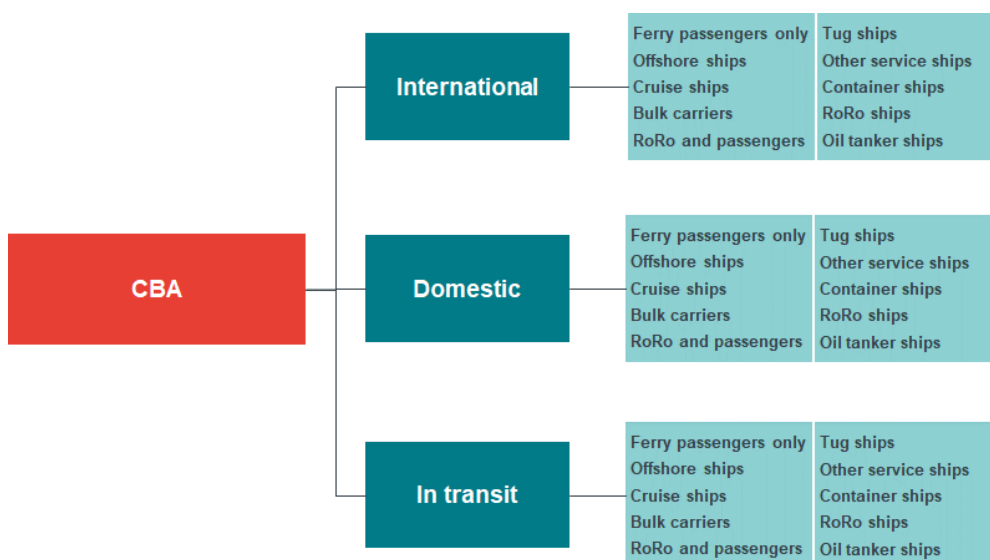 CBA
International
Ferry passengers only
Offshore ships
Cruise ships
Bulk carriers
RoRo and passengers
Tug ships
Other service ships
Container ships
RoRo ships
Oil tanker ships
Domestic
Ferry passengers only
Offshore ships
Cruise ships
Bulk carriers
RoRo and passengers
Tug ships
Other service ships
Container ships
RoRo ships
Oil tanker ships
In transit
Ferry passengers only
Offshore ships
Cruise ships
Bulk carriers
RoRo and passengers
Tug ships
Other service ships
Container ships
RoRo ships
Oil tanker ships